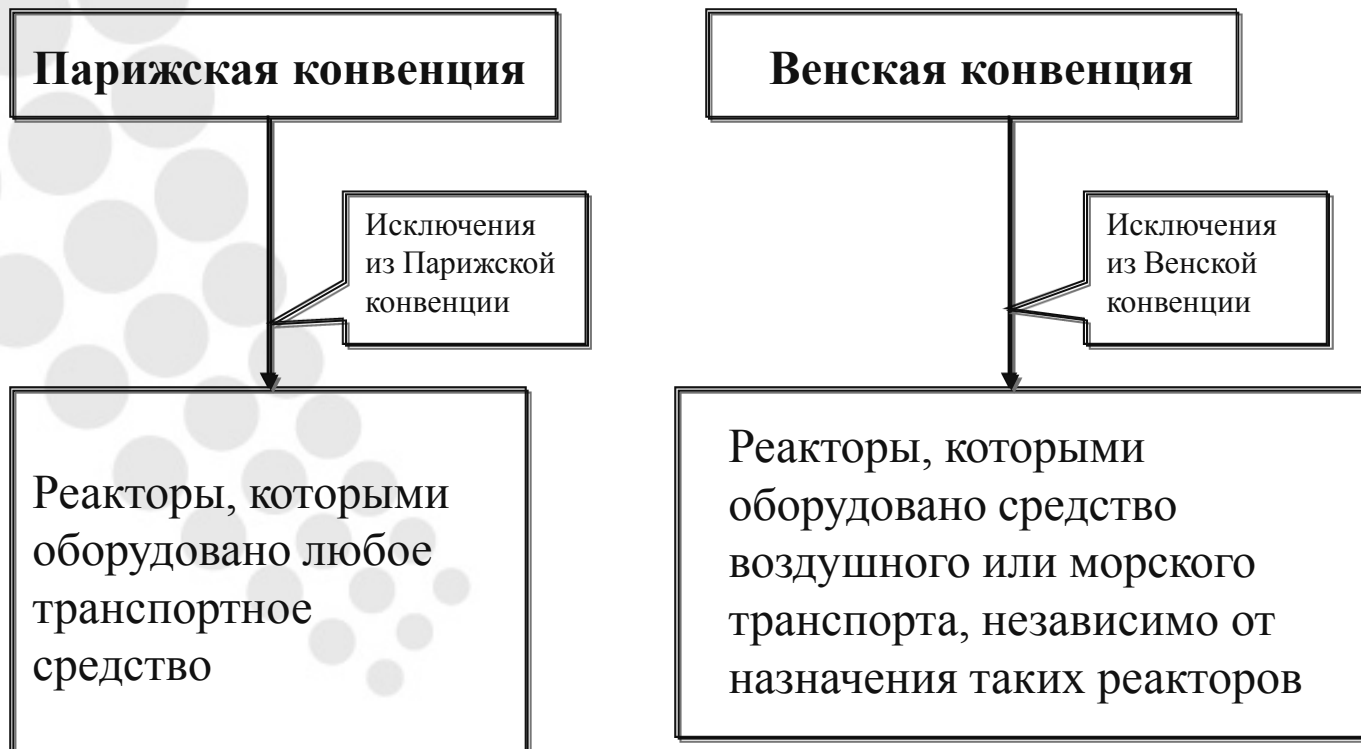 Парижская конвенция
Исключения
из Парижской
конвенции
Реакторы, которыми
оборудовано любое
транспортное
средство
Венская конвенция
Исключения
из Венской
конвенции
Реакторы, которыми
оборудовано средство
воздушного или морского
транспорта, независимо от
назначения таких реакторов